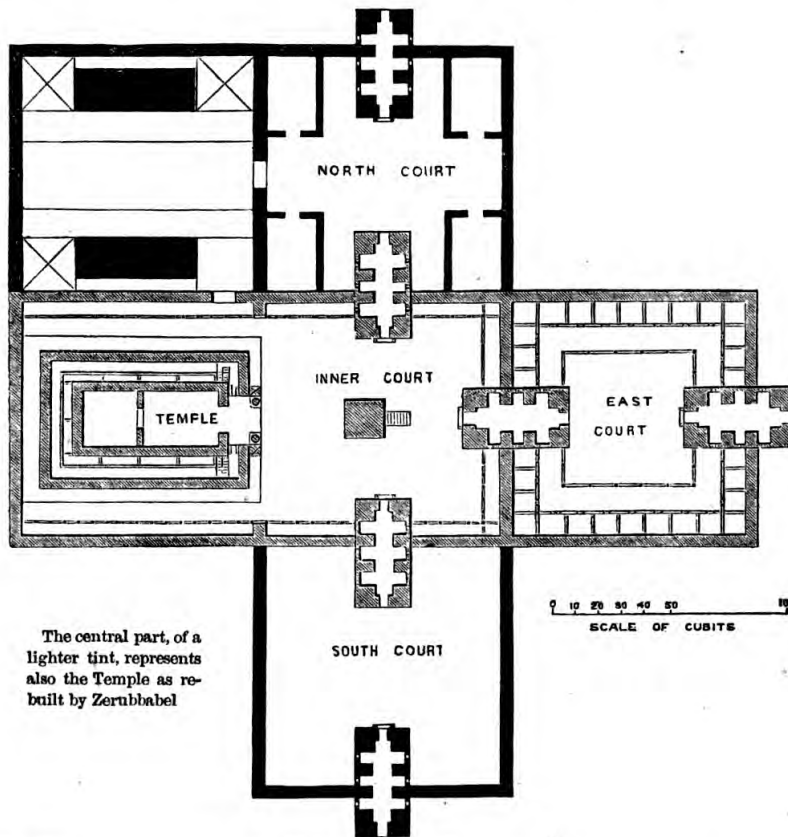 NORTH COURT
INNER COURT
TEMPLE
EAST
COURT
0 10 20 30 40 50
SCALE OF CUBITS
The central part, of a
lighter tint, represents
also the Temple as re-
built by Zerubbabel
SOUTH COURT